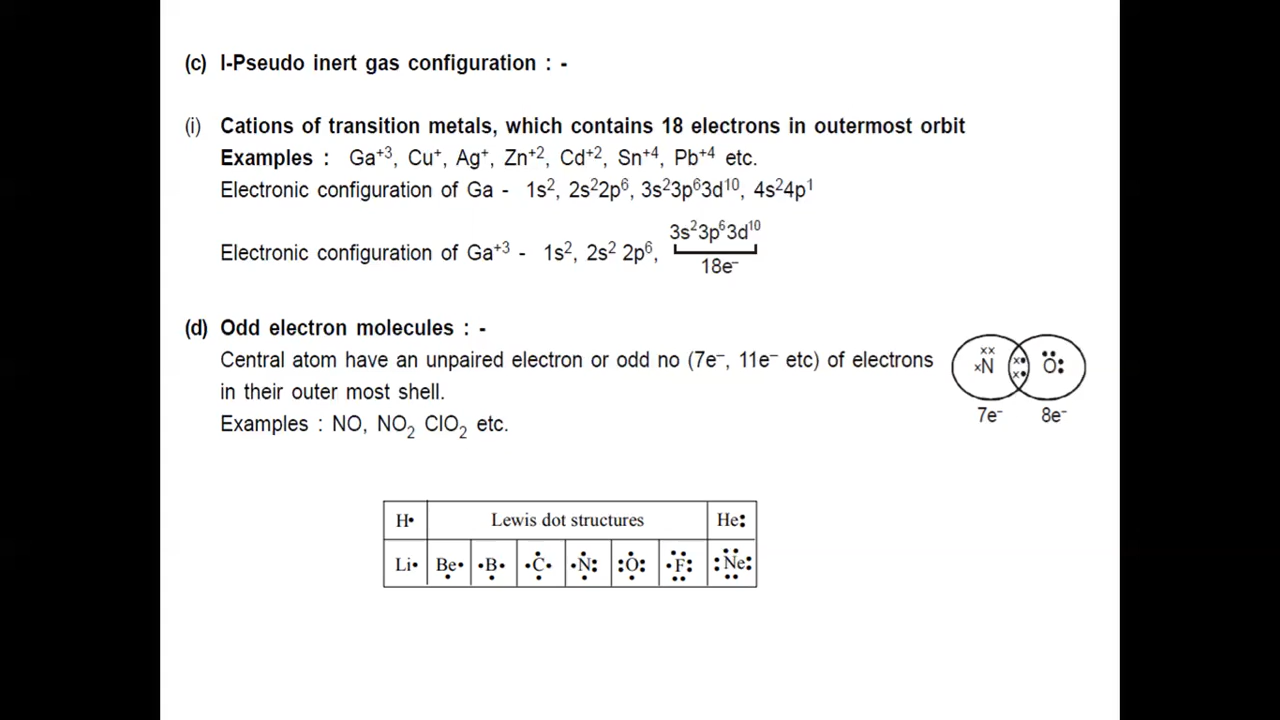 (c) I-Pseudo inert gas configuration : -
(i) Cations of transition metals, which contains 18 electrons in outermost orbit
Examples : Ga⁺³, Cu⁺, Ag⁺, Zn⁺², Cd⁺², Sn⁺⁴, Pb⁺⁴ etc.
Electronic configuration of Ga - 1s², 2s²2p⁶, 3s²3p⁶3d¹⁰, 4s²4p¹
Electronic configuration of Ga⁺³ - 1s², 2s² 2p⁶, 3s²3p⁶3d¹⁰
18e⁻
(d) Odd electron molecules : -
Central atom have an unpaired electron or odd no (7e⁻, 11e⁻ etc) of electrons
in their outer most shell.
Examples : NO, NO₂ ClO₂ etc.
xx
xN x• x• O
7e⁻ 8e⁻
H• Lewis dot structures He:
Li• Be• •B• •C• •N: :O: •F: :Ne: